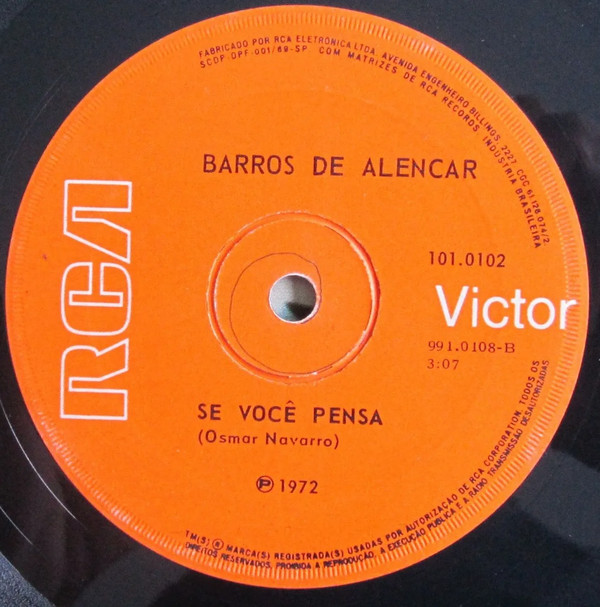 FABRICADO POR RCA ELETRÔNICA LTDA. AVENIDA ENGENHEIRO BILLINGS, 2227 CGC 61.128.074/2
SCDP-DPF-001/69-SP. COM MATRIZES DE RCA RECORDS. INDÚSTRIA BRASILEIRA
BARROS DE ALENCAR
RCA
101.0102
Victor
991.0108-B
3:07
SE VOCÊ PENSA
(Osmar Navarro)
Ⓟ 1972
TM(S) ® MARCA(S) REGISTRADA(S) USADAS POR AUTORIZAÇÃO DE RCA CORPORATION. TODOS OS
DIREITOS RESERVADOS. PROIBIDA A REPRODUÇÃO, A EXECUÇÃO PÚBLICA E A RÁDIO TRANSMISSÃO DESAUTORIZADAS.